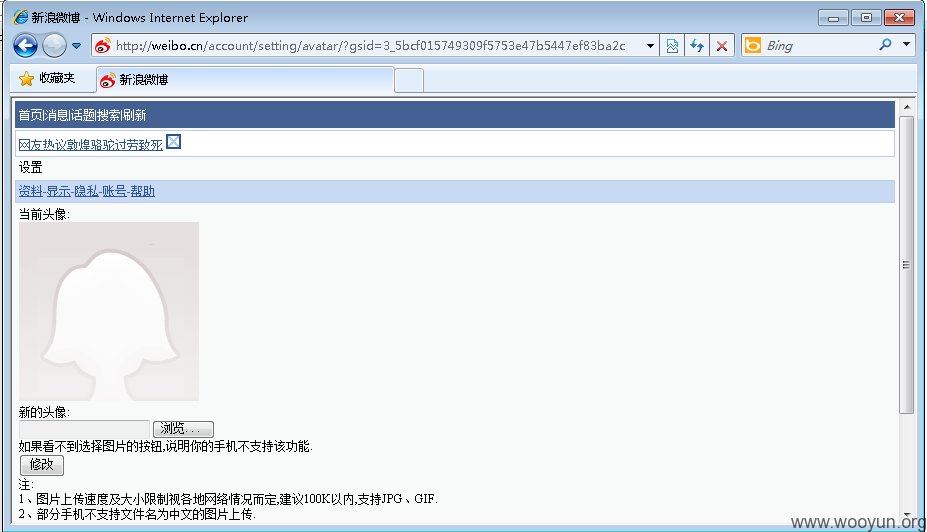 新浪微博 - Windows Internet Explorer
http://weibo.cn/account/setting/avatar/?gsid=3_5bcf015749309f5753e47b5447ef83ba2c
Bing
收藏夹
新浪微博
首页|消息|话题|搜索|刷新
网友热议敦煌骆驼过劳致死
设置
资料-显示-隐私-账号-帮助
当前头像:
新的头像:
浏览...
如果看不到选择图片的按钮,说明你的手机不支持该功能.
修改
注:
1、图片上传速度及大小限制视各地网络情况而定,建议100K以内,支持JPG、GIF.
2、部分手机不支持文件名为中文的图片上传.
www.wooyun.org